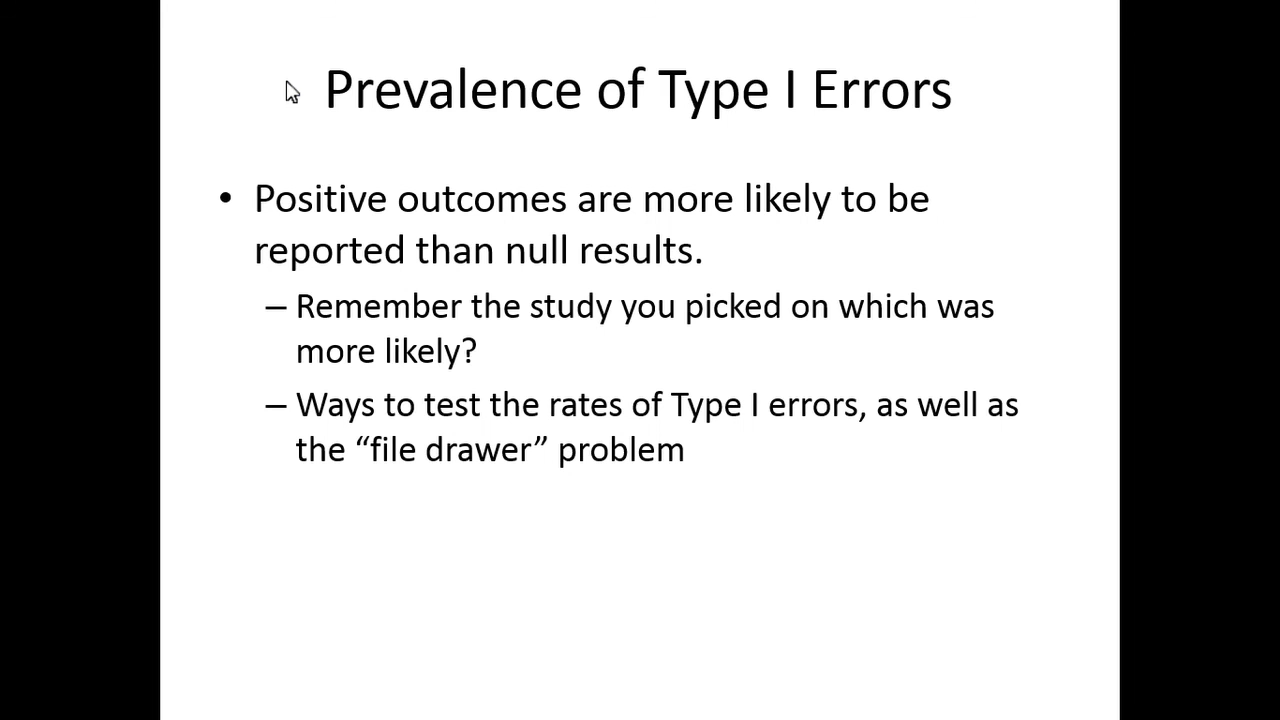 Prevalence of Type I Errors
• Positive outcomes are more likely to be
reported than null results.
– Remember the study you picked on which was
more likely?
– Ways to test the rates of Type I errors, as well as
the “file drawer” problem